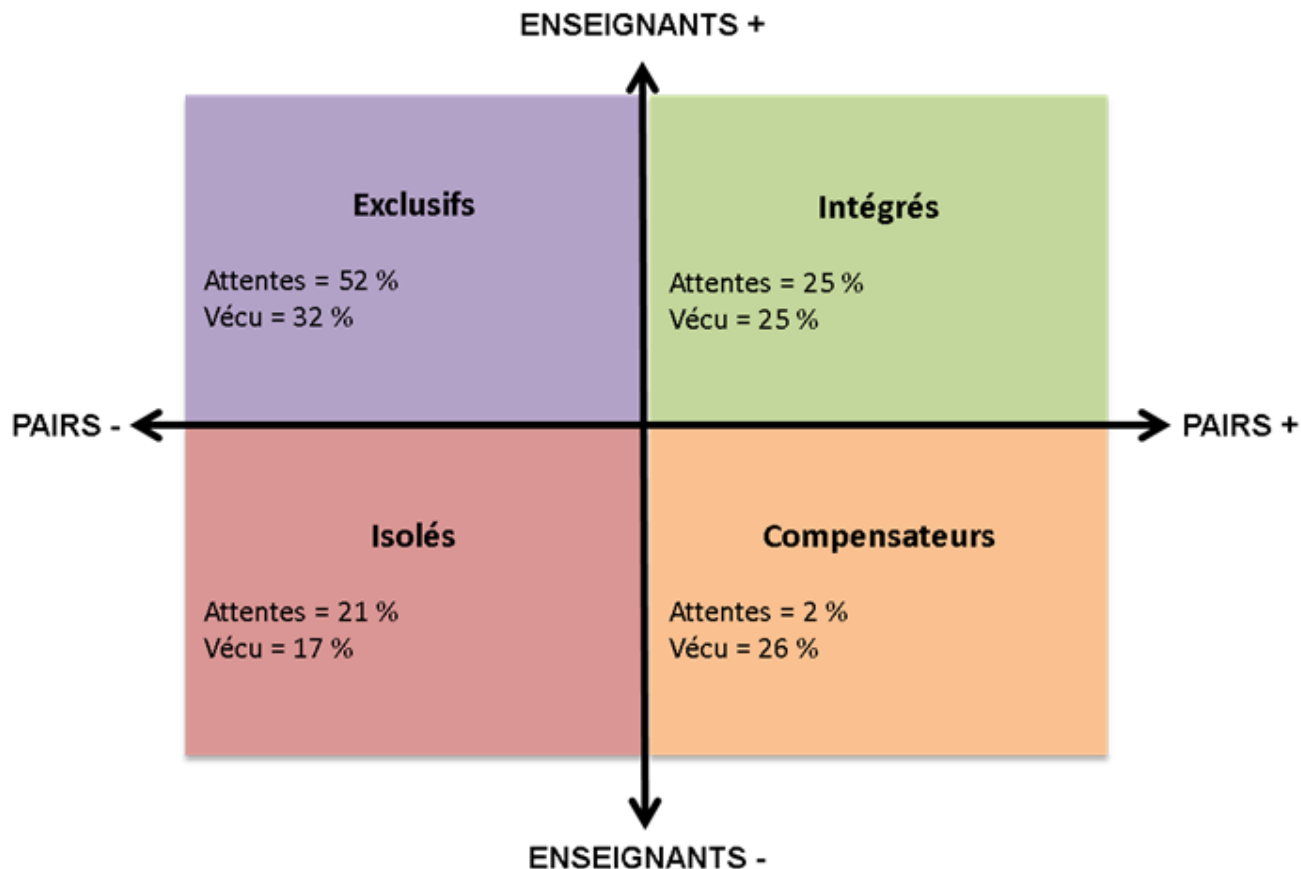 ENSEIGNANTS +
Exclusifs
Attentes = 52 %
Vécu = 32 %
Intégrés
Attentes = 25 %
Vécu = 25 %
PAIRS -
PAIRS +
Isolés
Attentes = 21 %
Vécu = 17 %
Compensateurs
Attentes = 2 %
Vécu = 26 %
ENSEIGNANTS -